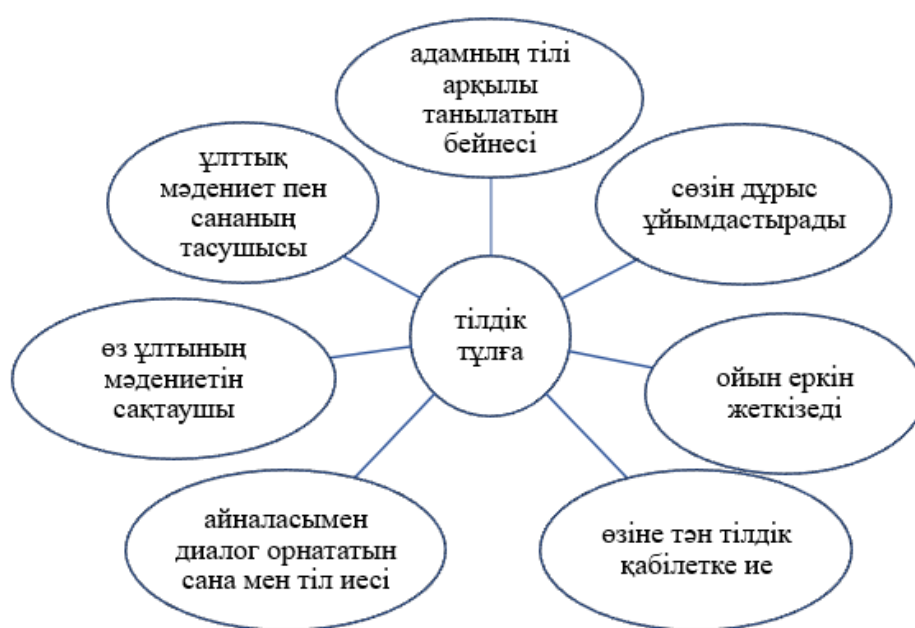 адамның тілі
арқылы
танылатын
бейнесі
ұлттық
мәдениет пен
сананың
тасушысы
сөзін дұрыс
ұйымдастырады
тілдік
тұлға
өз ұлтының
мәдениетін
сақтаушы
ойын еркін
жеткізеді
айналасымен
диалог орнататын
сана мен тіл иесі
өзіне тән тілдік
қабілетке ие